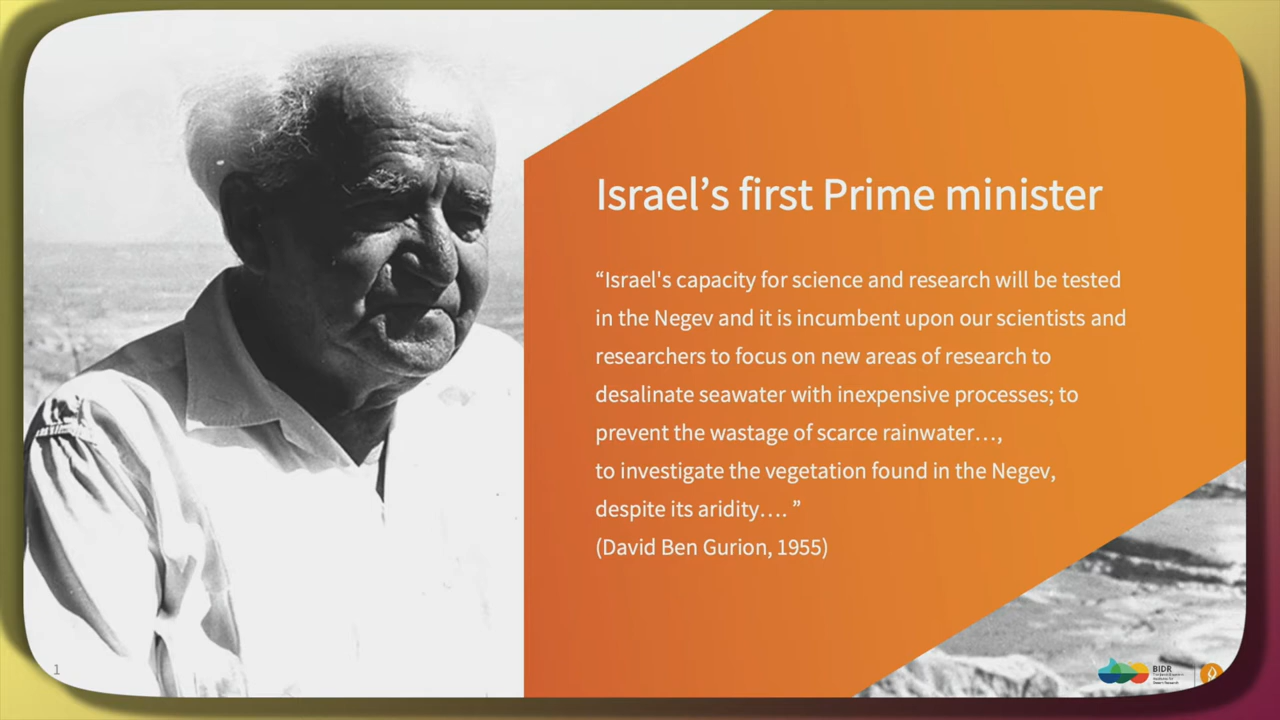 Israel’s first Prime minister
“Israel's capacity for science and research will be tested
in the Negev and it is incumbent upon our scientists and
researchers to focus on new areas of research to
desalinate seawater with inexpensive processes; to
prevent the wastage of scarce rainwater…,
to investigate the vegetation found in the Negev,
despite its aridity…. ”
(David Ben Gurion, 1955)
1
BIDR